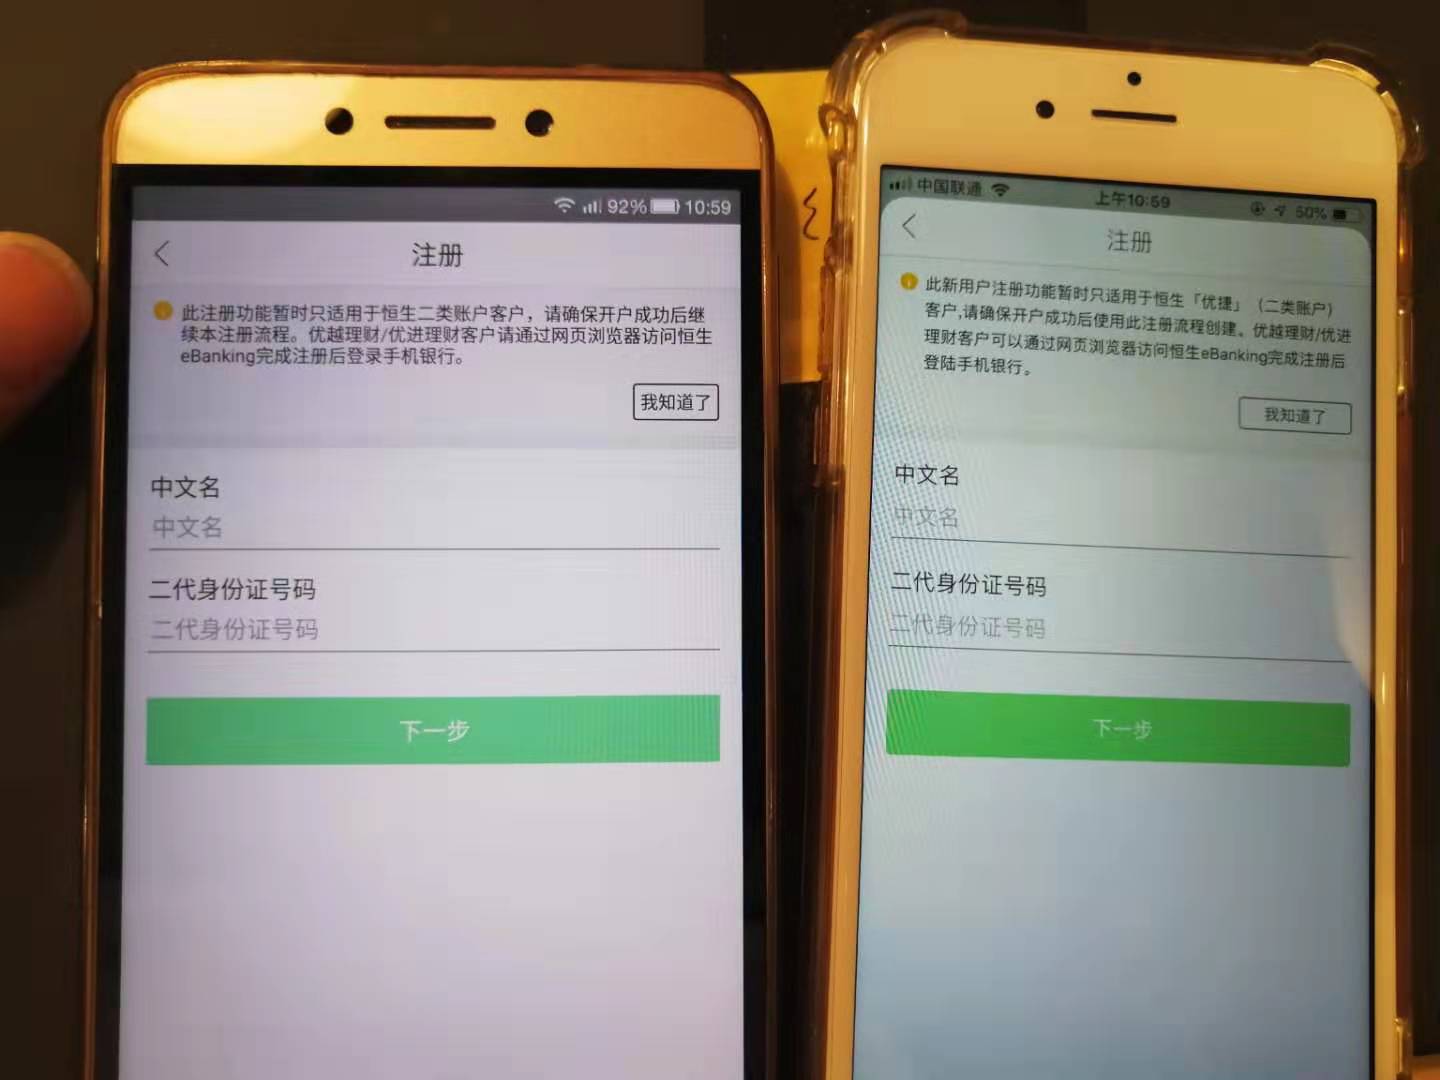 92% 10:59
注册
此注册功能暂时只适用于恒生二类账户客户，请确保开户成功后继
续本注册流程。优越理财/优进理财客户请通过网页浏览器访问恒生
eBanking完成注册后登录手机银行。
我知道了
中文名
中文名
二代身份证号码
二代身份证号码
下一步
中国联通 上午10:59 50%
注册
此新用户注册功能暂时只适用于恒生「优捷」（二类账户）
客户,请确保开户成功后使用此注册流程创建。优越理财/优进
理财客户可以通过网页浏览器访问恒生eBanking完成注册后
登陆手机银行。
我知道了
中文名
中文名
二代身份证号码
二代身份证号码
下一步